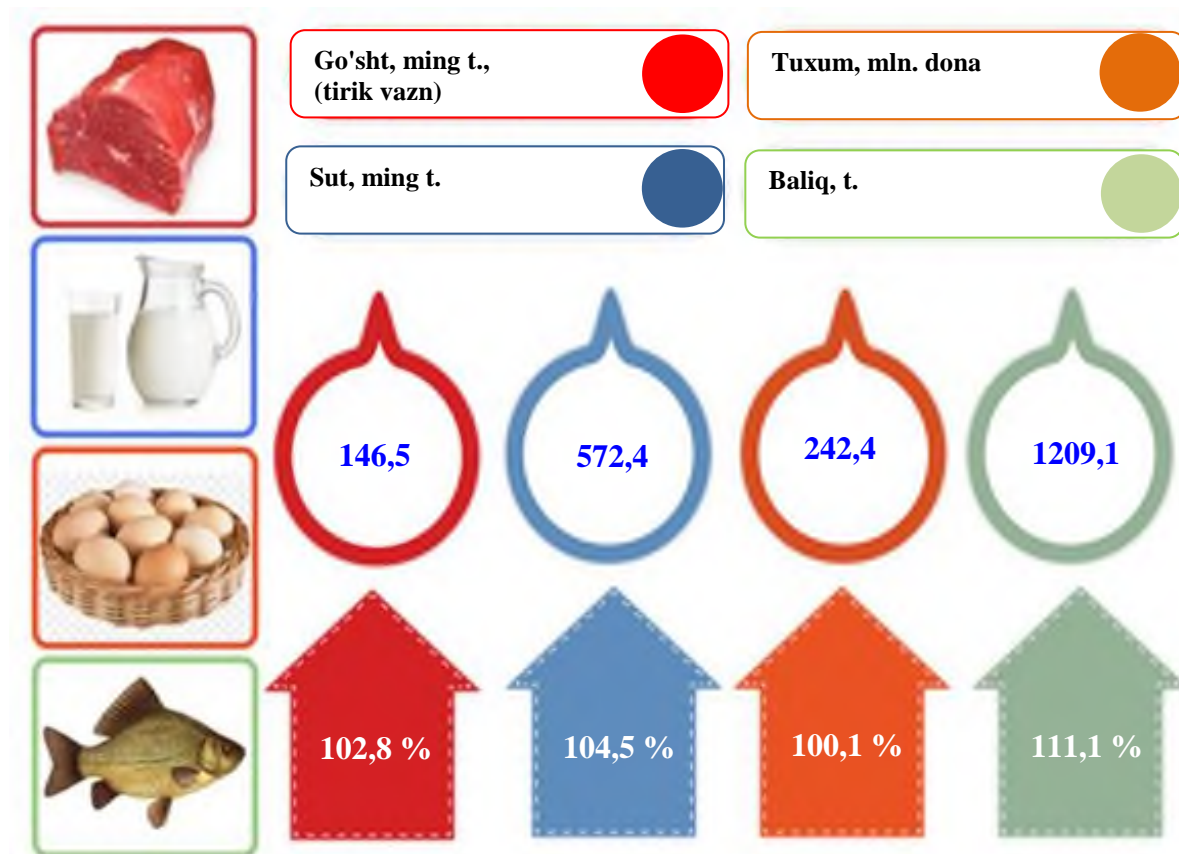 Go'sht, ming t.,
(tirik vazn)
Tuxum, mln. dona
Sut, ming t.
Baliq, t.
146,5
572,4
242,4
1209,1
102,8 %
104,5 %
100,1 %
111,1 %